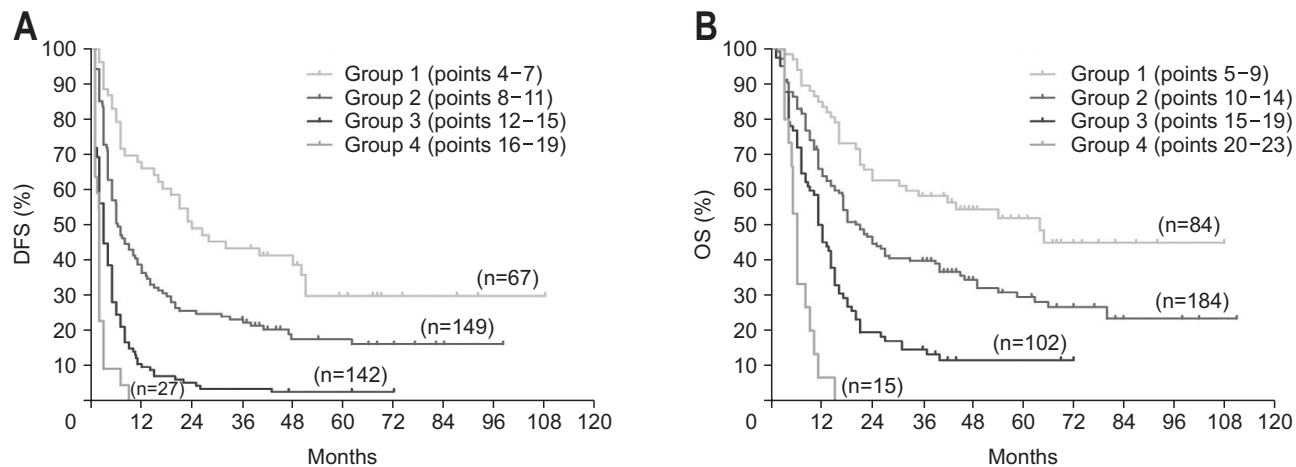 A
100
90
80
70
60
50
40
30
20
10
DFS (%)
Group 1 (points 4−7)
Group 2 (points 8−11)
Group 3 (points 12−15)
Group 4 (points 16−19)
(n=67)
(n=149)
(n=142)
(n=27)
0 12 24 36 48 60 72 84 96 108 120
Months
B
100
90
80
70
60
50
40
30
20
10
OS (%)
Group 1 (points 5−9)
Group 2 (points 10−14)
Group 3 (points 15−19)
Group 4 (points 20−23)
(n=84)
(n=184)
(n=102)
(n=15)
0 12 24 36 48 60 72 84 96 108 120
Months